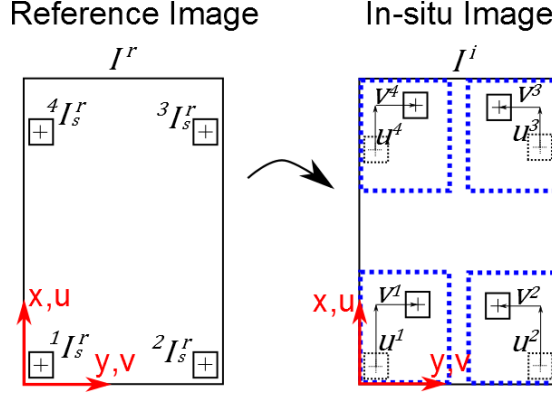 Reference Image
In-situ Image
I^r
I^i
^4I_s^r
^3I_s^r
v^4
v^3
u^4
u^3
x,u
x,u
^1I_s^r
^2I_s^r
y,v
v^1
v^2
u^1
u^2
y,v